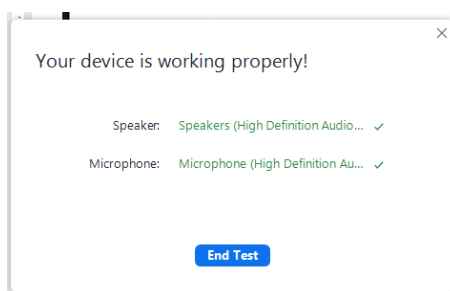 Your device is working properly!
Speaker: Speakers (High Definition Audio...
Microphone: Microphone (High Definition Au...
End Test